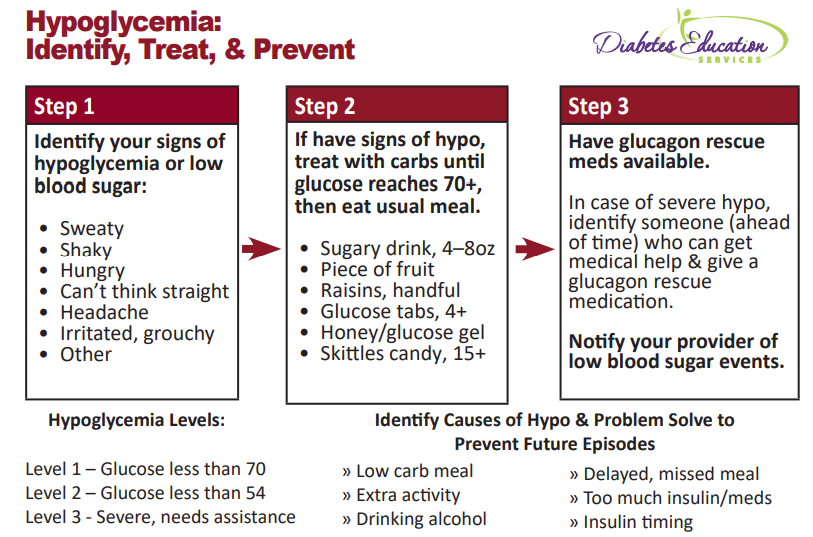 Hypoglycemia:
Identify, Treat, & Prevent
Diabetes Education
SERVICES
Step 1
Identify your signs of
hypoglycemia or low
blood sugar:
• Sweaty
• Shaky
• Hungry
• Can't think straight
• Headache
• Irritated, grouchy
• Other
Step 2
If have signs of hypo,
treat with carbs until
glucose reaches 70+,
then eat usual meal.
• Sugary drink, 4–8oz
• Piece of fruit
• Raisins, handful
• Glucose tabs, 4+
• Honey/glucose gel
• Skittles candy, 15+
Step 3
Have glucagon rescue
meds available.
In case of severe hypo,
identify someone (ahead
of time) who can get
medical help & give a
glucagon rescue
medication.
Notify your provider of
low blood sugar events.
Hypoglycemia Levels:
Level 1 – Glucose less than 70
Level 2 – Glucose less than 54
Level 3 - Severe, needs assistance
Identify Causes of Hypo & Problem Solve to
Prevent Future Episodes
» Low carb meal
» Extra activity
» Drinking alcohol
» Delayed, missed meal
» Too much insulin/meds
» Insulin timing